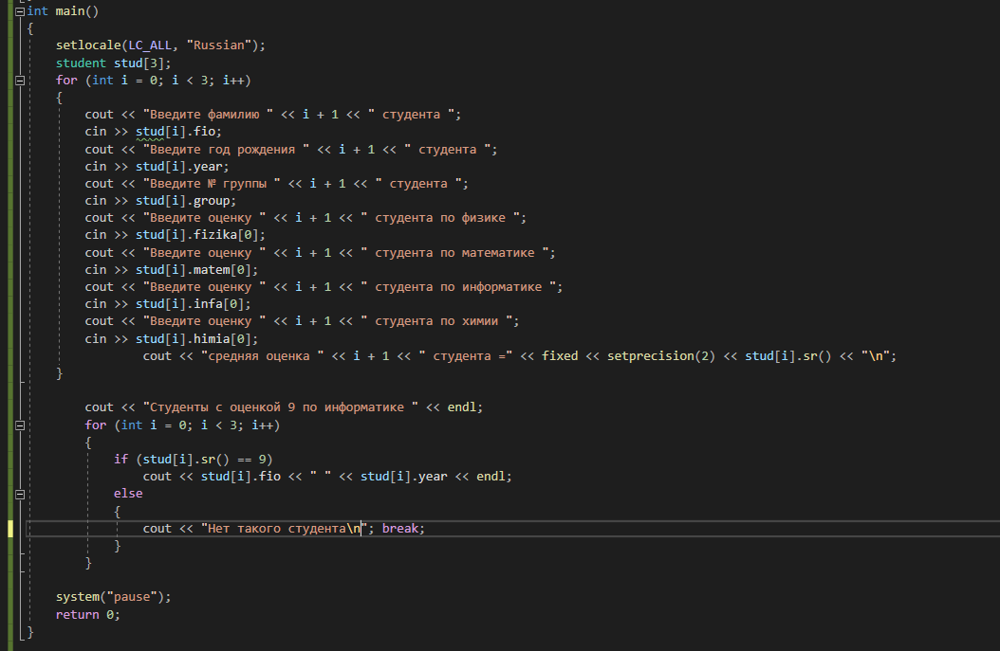 int main()
{
setlocale(LC_ALL, "Russian");
student stud[3];
for (int i = 0; i < 3; i++)
{
cout << "Введите фамилию " << i + 1 << " студента ";
cin >> stud[i].fio;
cout << "Введите год рождения " << i + 1 << " студента ";
cin >> stud[i].year;
cout << "Введите № группы " << i + 1 << " студента ";
cin >> stud[i].group;
cout << "Введите оценку " << i + 1 << " студента по физике ";
cin >> stud[i].fizika[0];
cout << "Введите оценку " << i + 1 << " студента по математике ";
cin >> stud[i].matem[0];
cout << "Введите оценку " << i + 1 << " студента по информатике ";
cin >> stud[i].infa[0];
cout << "Введите оценку " << i + 1 << " студента по химии ";
cin >> stud[i].himia[0];
cout << "средняя оценка " << i + 1 << " студента =" << fixed << setprecision(2) << stud[i].sr() << "\n";
}
cout << "Студенты с оценкой 9 по информатике " << endl;
for (int i = 0; i < 3; i++)
{
if (stud[i].sr() == 9)
cout << stud[i].fio << " " << stud[i].year << endl;
else
{
cout << "Нет такого студента\n"; break;
}
}
system("pause");
return 0;
}